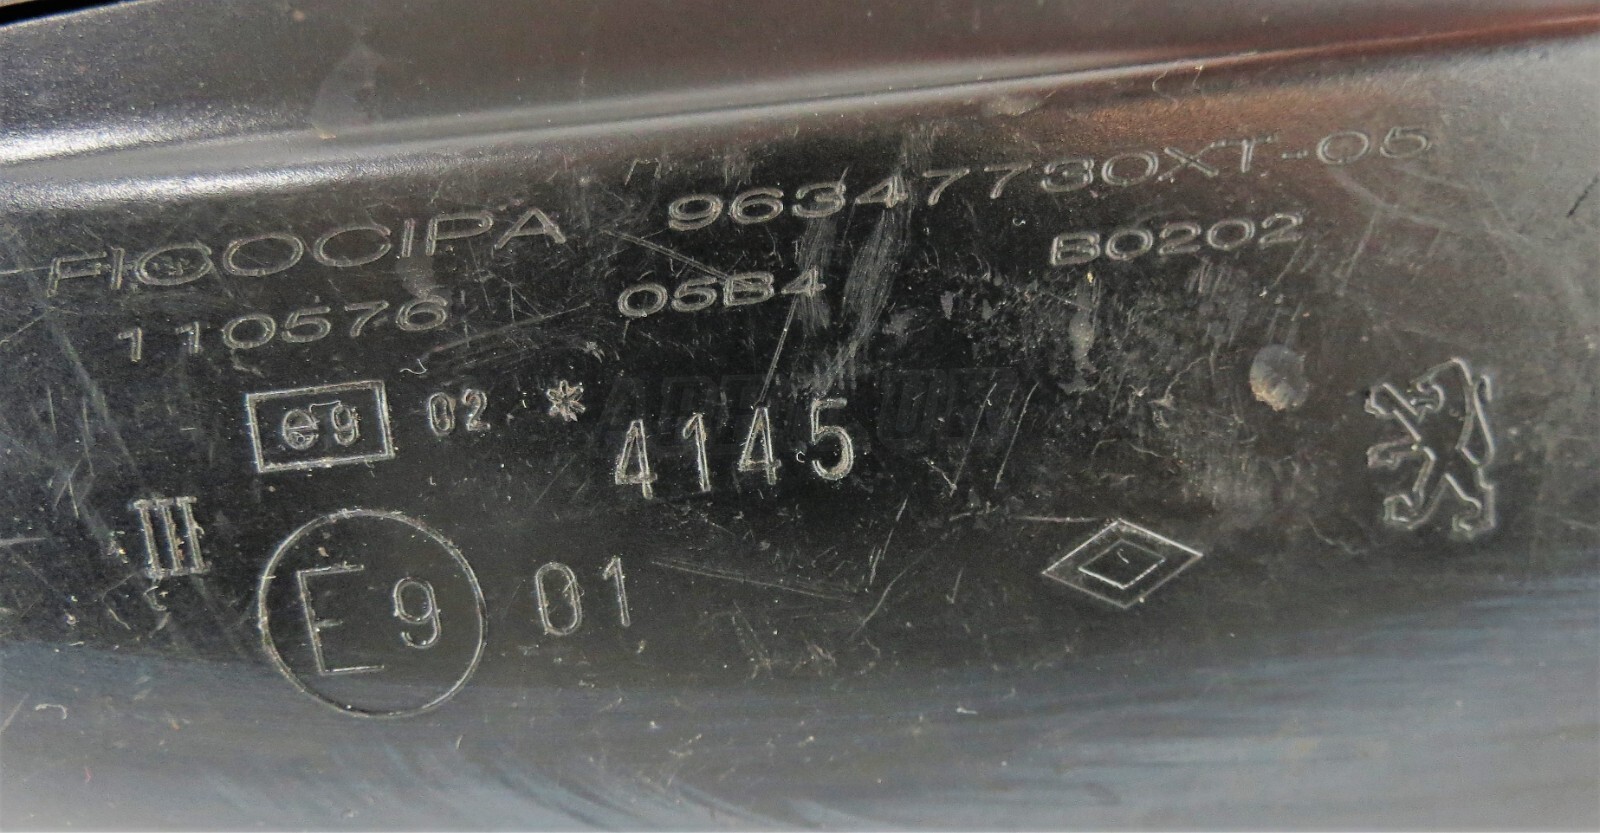 FICOCIPA 96347730XT-05
110576 05B4 B0202
e9 02 * 4145
III E9 01